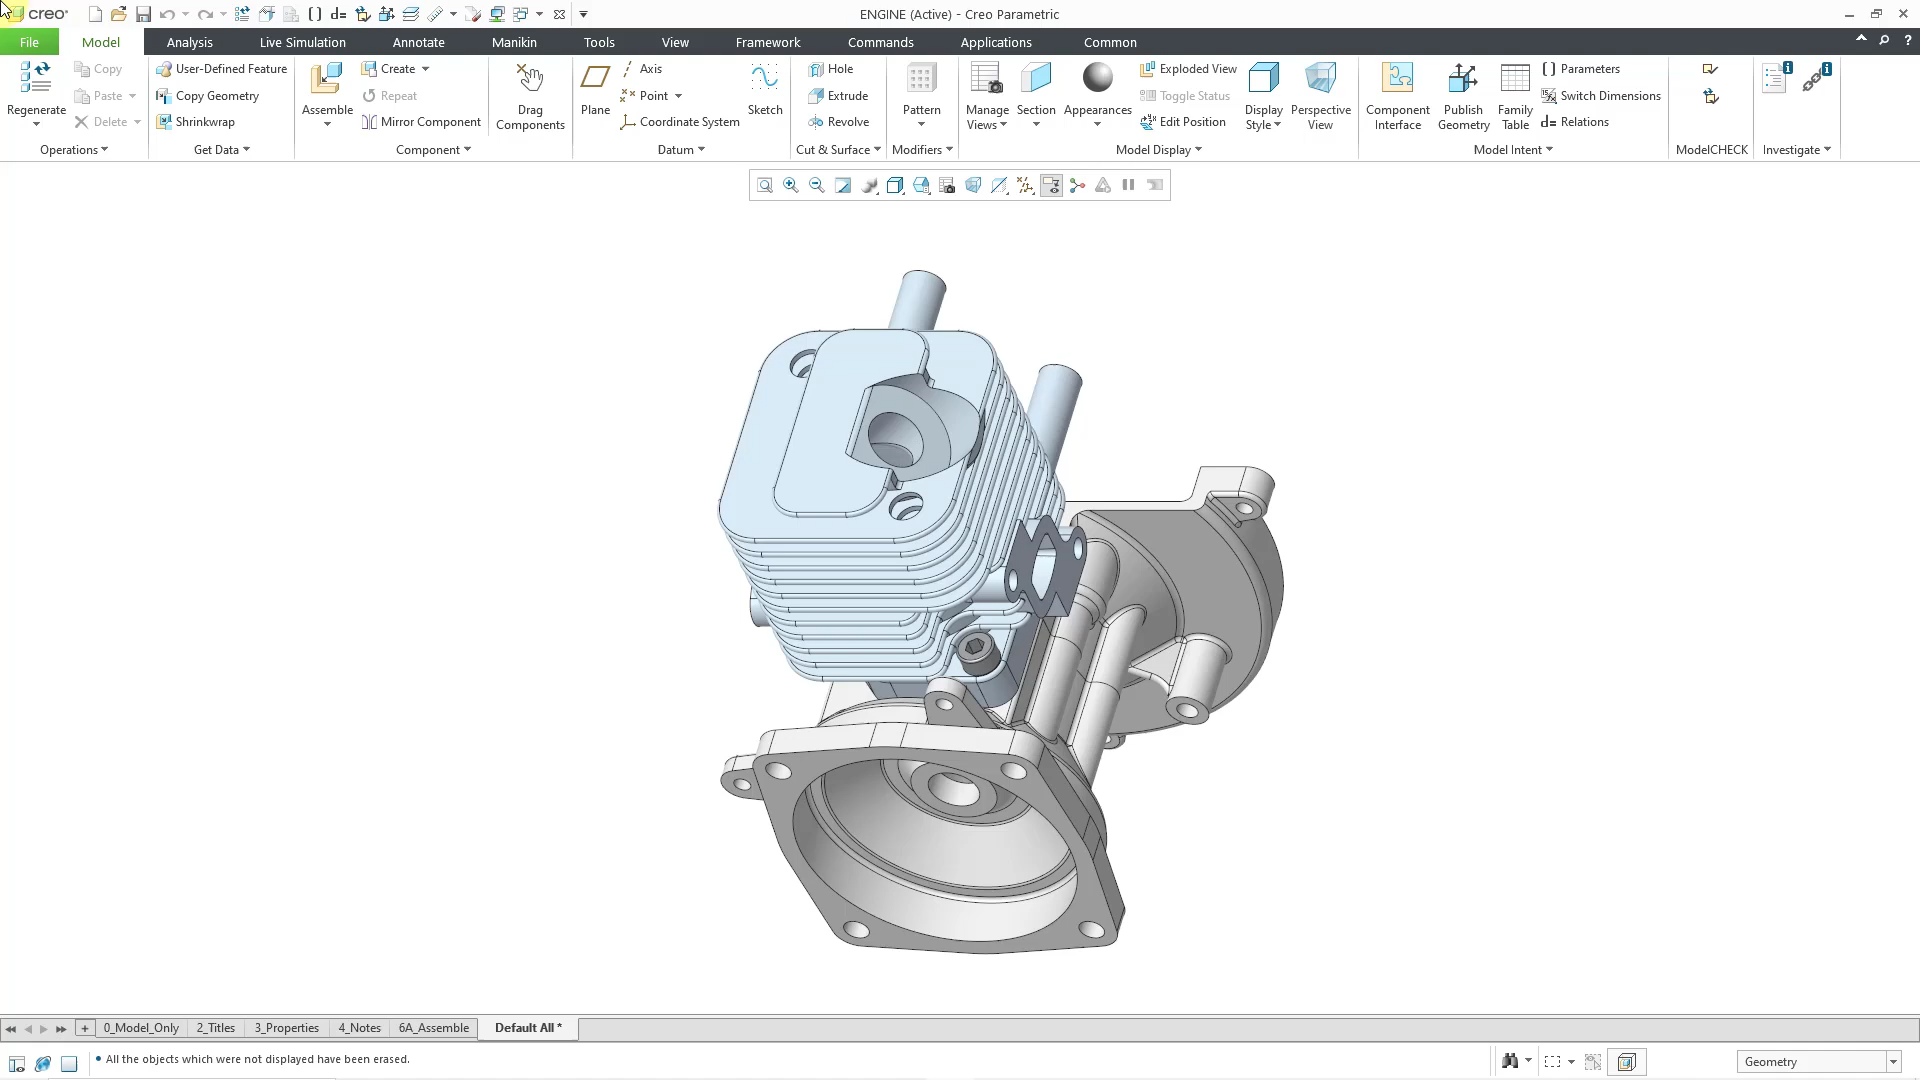 creo
ENGINE (Active) - Creo Parametric
File Model Analysis Live Simulation Annotate Manikin Tools View Framework Commands Applications Common
Regenerate
Copy
Paste
Delete
Operations
User-Defined Feature
Copy Geometry
Shrinkwrap
Get Data
Assemble
Create
Repeat
Mirror Component
Component
Drag
Components
Plane
Axis
Point
Coordinate System
Sketch
Datum
Hole
Extrude
Revolve
Cut & Surface
Pattern
Modifiers
Manage
Views
Section
Appearances
Exploded View
Toggle Status
Edit Position
Display
Style
Perspective
View
Model Display
Component
Interface
Publish
Geometry
Family
Table
Parameters
Switch Dimensions
d= Relations
Model Intent
ModelCHECK
Investigate
0_Model_Only 2_Titles 3_Properties 4_Notes 6A_Assemble Default All *
• All the objects which were not displayed have been erased.
Geometry